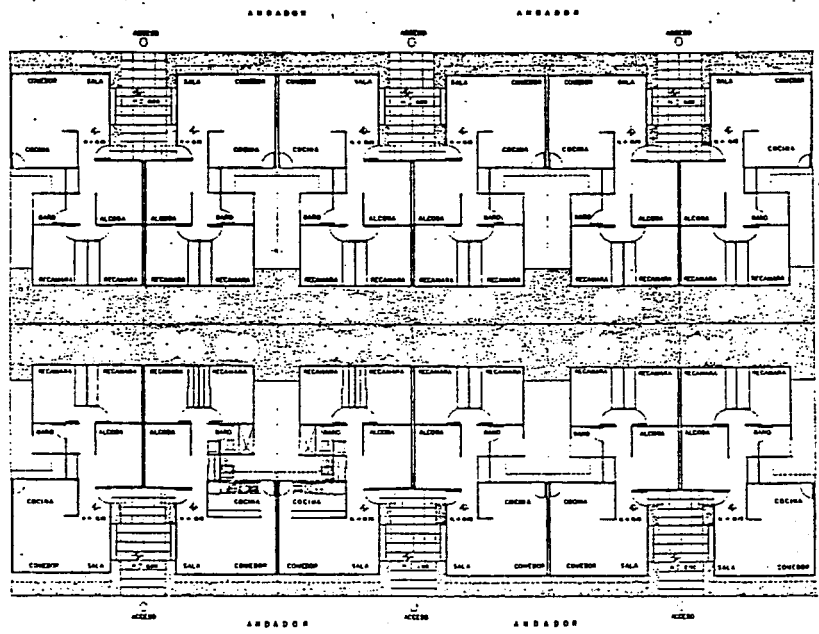 ANDADOR ANDADOR
ACCESO ACCESO ACCESO
COMEDOR SALA SALA COMEDOR COMEDOR SALA SALA COMEDOR COMEDOR SALA SALA COMEDOR
COCINA COCINA COCINA COCINA COCINA COCINA
BAÑO ALCOBA ALCOBA BAÑO BAÑO ALCOBA ALCOBA BAÑO BAÑO ALCOBA ALCOBA BAÑO
RECAMARA RECAMARA RECAMARA RECAMARA RECAMARA RECAMARA RECAMARA RECAMARA RECAMARA RECAMARA RECAMARA RECAMARA
RECAMARA RECAMARA RECAMARA RECAMARA RECAMARA RECAMARA RECAMARA RECAMARA RECAMARA RECAMARA RECAMARA RECAMARA
BAÑO ALCOBA ALCOBA BAÑO BAÑO ALCOBA ALCOBA BAÑO BAÑO ALCOBA ALCOBA BAÑO
COCINA COCINA COCINA COCINA COCINA COCINA
COMEDOR SALA SALA COMEDOR COMEDOR SALA SALA COMEDOR COMEDOR SALA SALA COMEDOR
ACCESO ACCESO ACCESO
ANDADOR ANDADOR